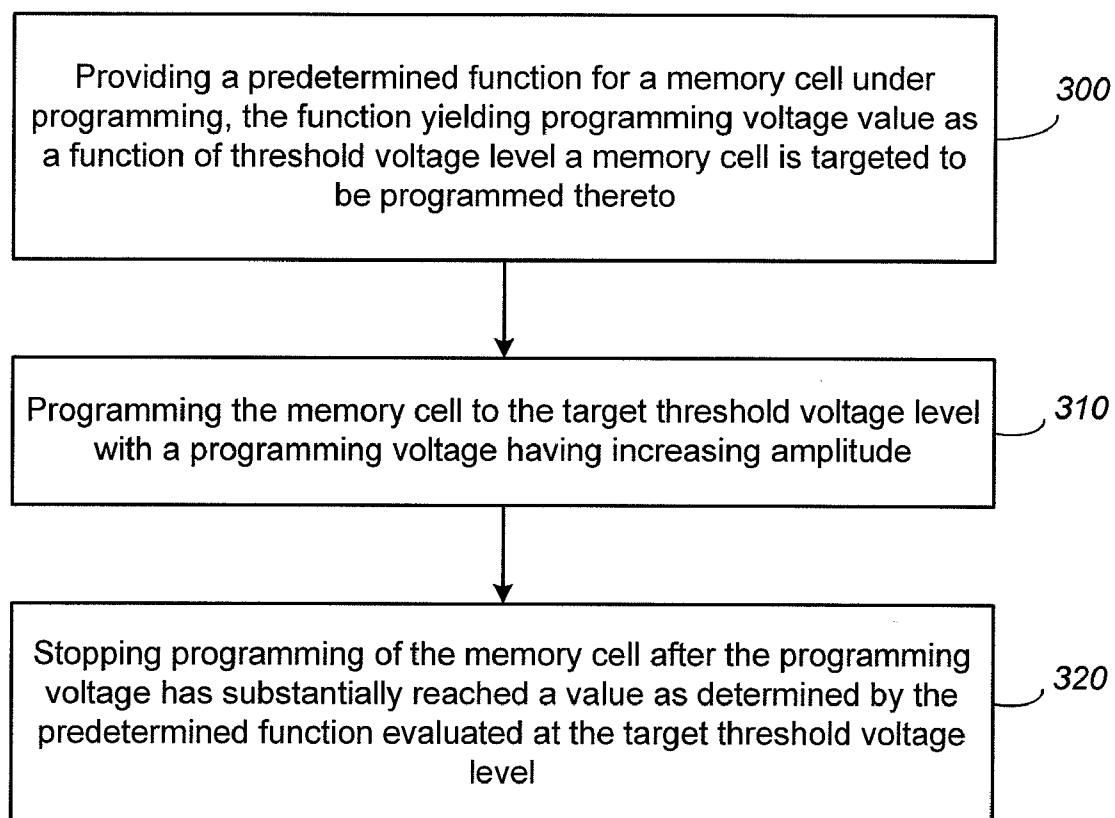 Providing a predetermined function for a memory cell under
programming, the function yielding programming voltage value as
a function of threshold voltage level a memory cell is targeted to
be programmed thereto
300
Programming the memory cell to the target threshold voltage level
with a programming voltage having increasing amplitude
310
Stopping programming of the memory cell after the programming
voltage has substantially reached a value as determined by the
predetermined function evaluated at the target threshold voltage
level
320